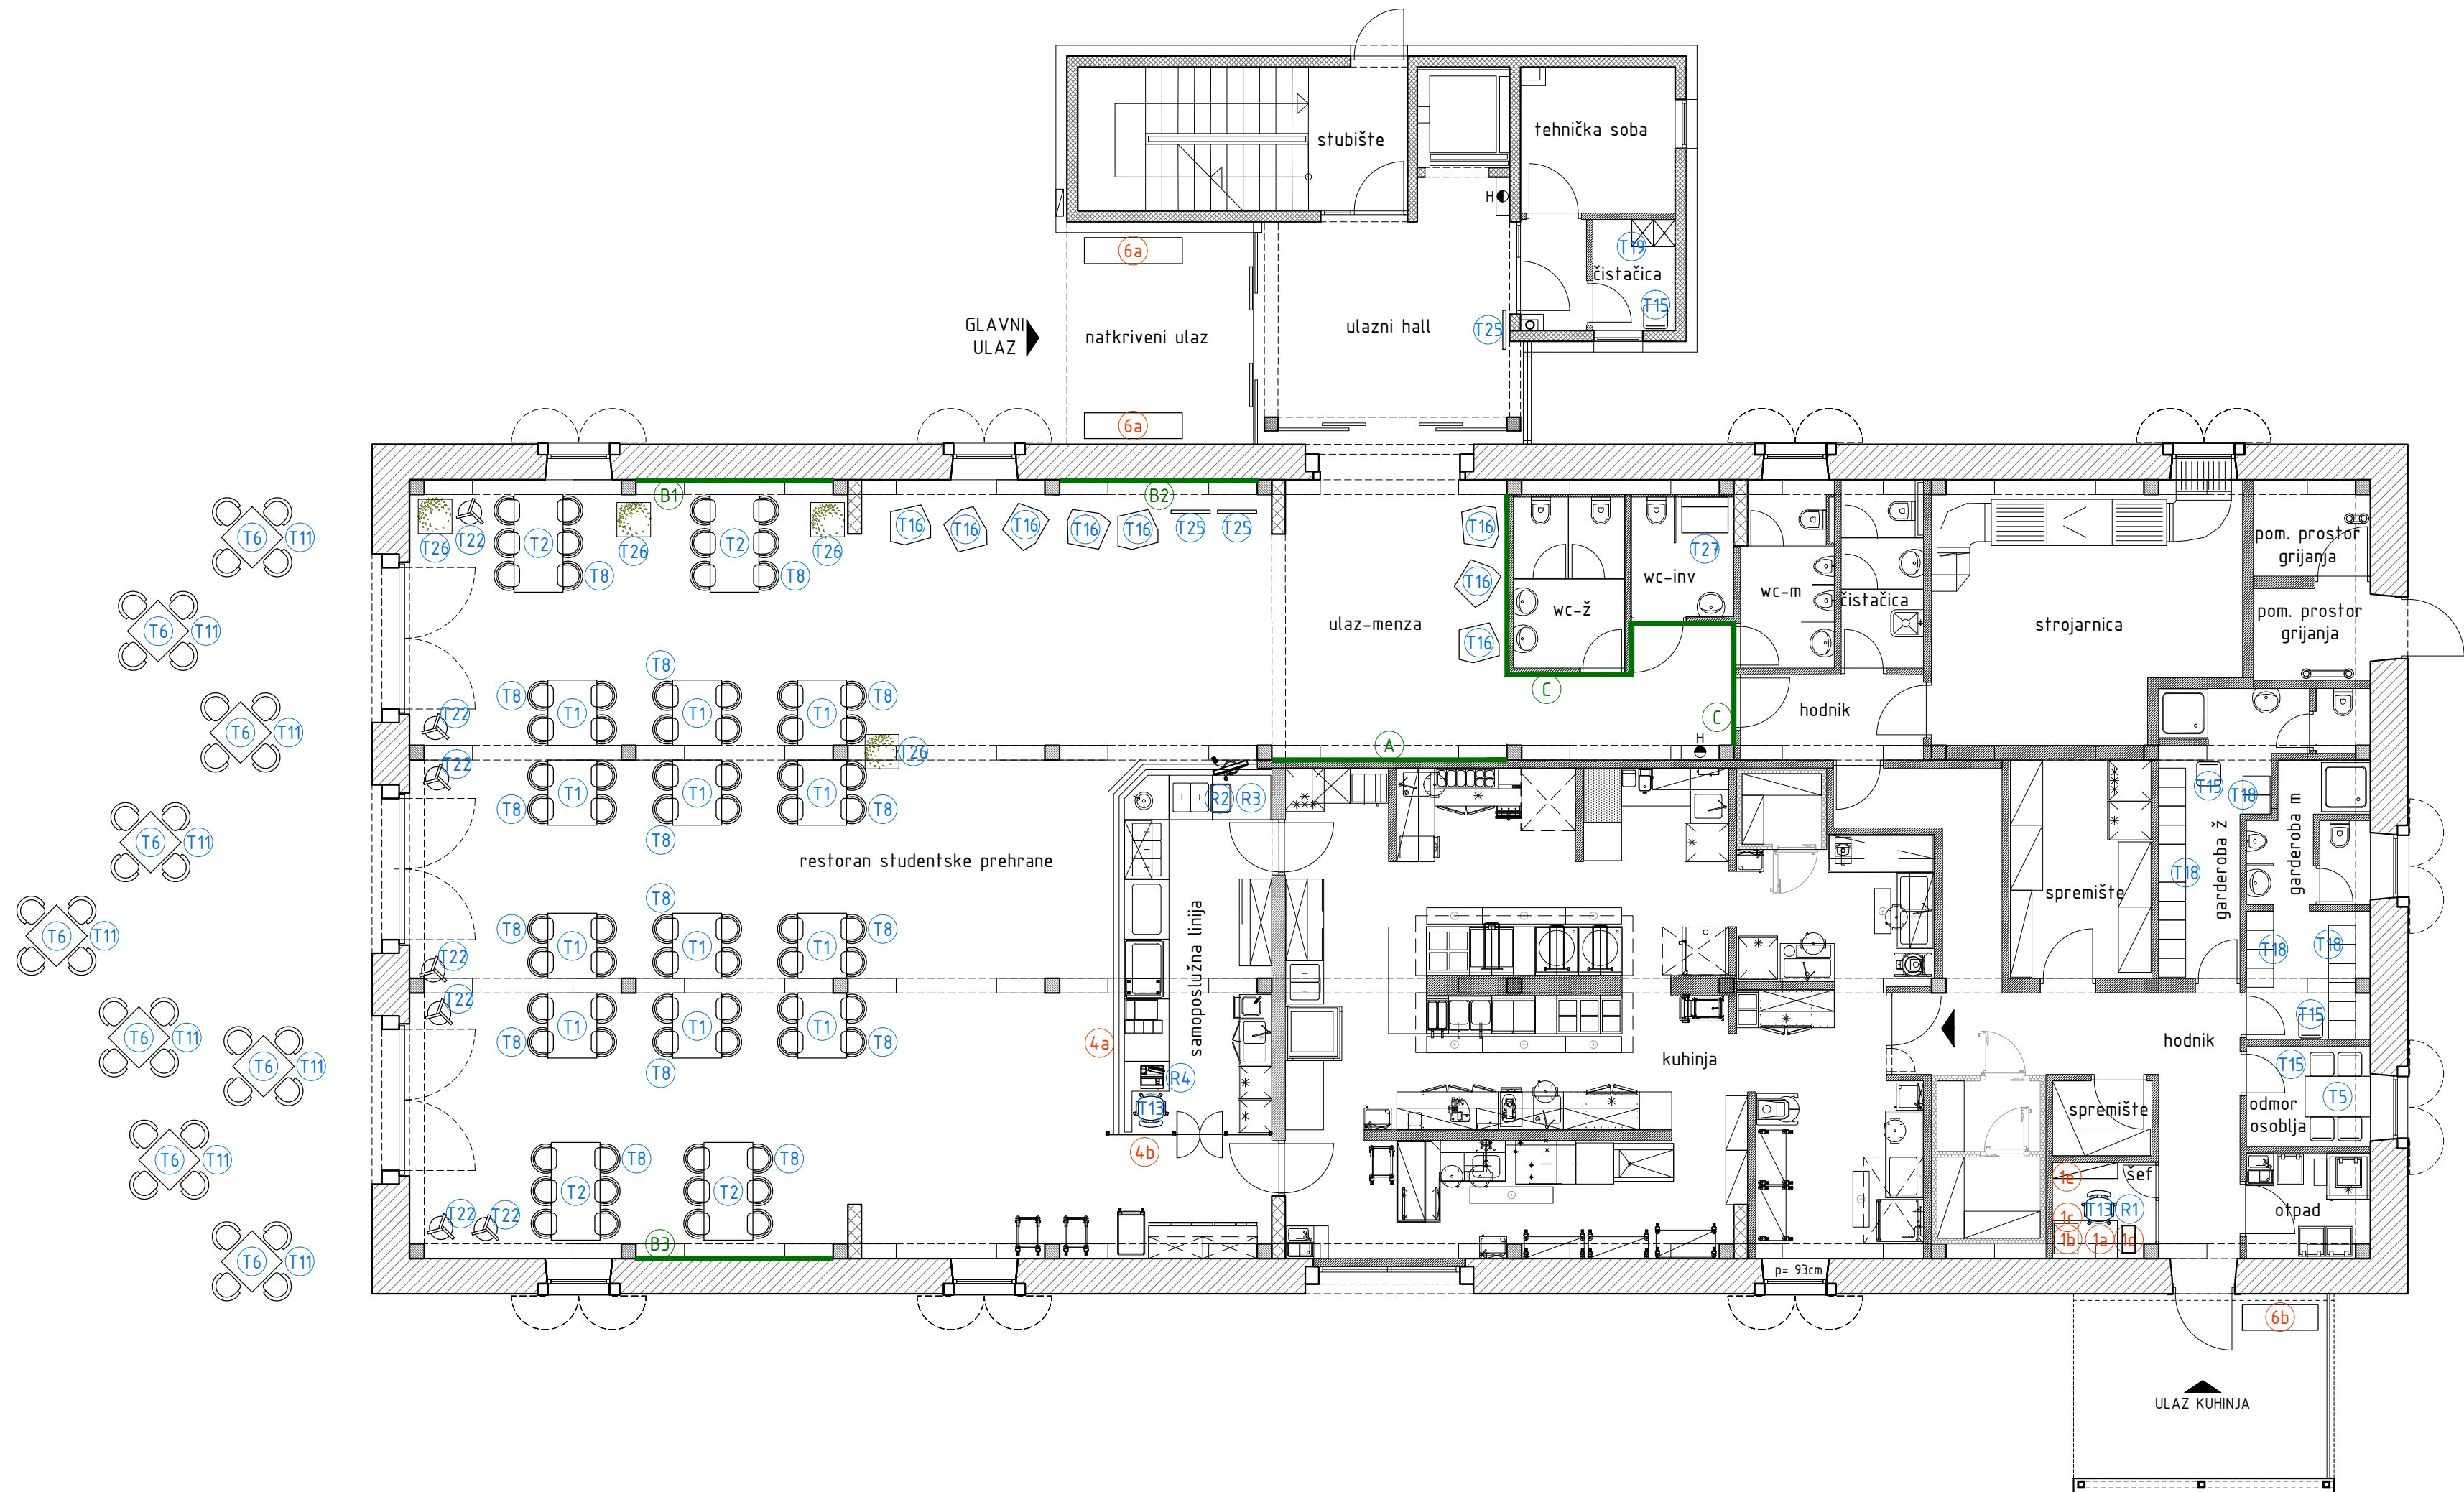 stubište
tehnička soba
H
T19
čistačica
T15
6a
GLAVNI
ULAZ
natkriveni ulaz
ulazni hall
T25
6a
B1
B2
T26
T22
T2
T8
T26
T2
T8
T26
T16
T16
T16
T16
T16
T25
T25
T16
T16
T16
T27
wc-inv
wc-ž
wc-m
čistačica
strojarnica
pom. prostor
grijanja
pom. prostor
grijanja
ulaz-menza
C
C
hodnik
H
A
T6
T11
T6
T11
T6
T11
T6
T11
T6
T11
T6
T11
T6
T11
T6
T11
T6
T11
T8
T8
T1
T1
T1
T8
T22
T22
T26
T8
T1
T1
T1
T8
T8
restoran studentske prehrane
R2
R3
T8
T8
T1
T1
T1
T8
T22
T22
T8
T1
T1
T1
T8
T8
samoposlužna linija
4a
R4
T13
4b
T2
T8
T2
T8
T22
T22
B3
kuhinja
spremište
T15
T18
T18
garderoba ž
garderoba m
T18
T18
T15
hodnik
T15
T5
odmor
osoblja
spremište
1e
šef
1c
T13
R1
1b
1a
1d
otpad
p= 93cm
6b
ULAZ KUHINJA